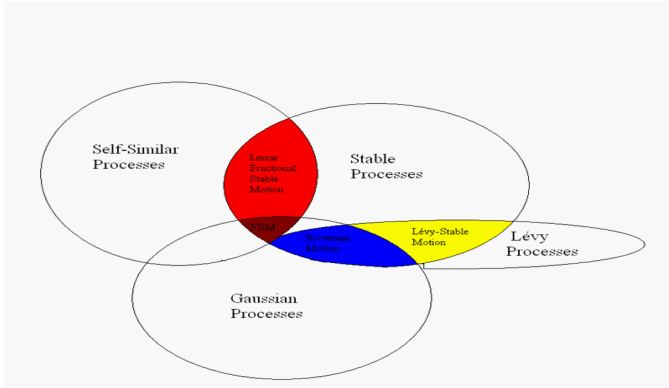 Self-Similar
Processes
Linear
Fractional
Stable
Motion
Stable
Processes
FBM
Brownian
Motion
Lévy-Stable
Motion
Lévy
Processes
Gaussian
Processes